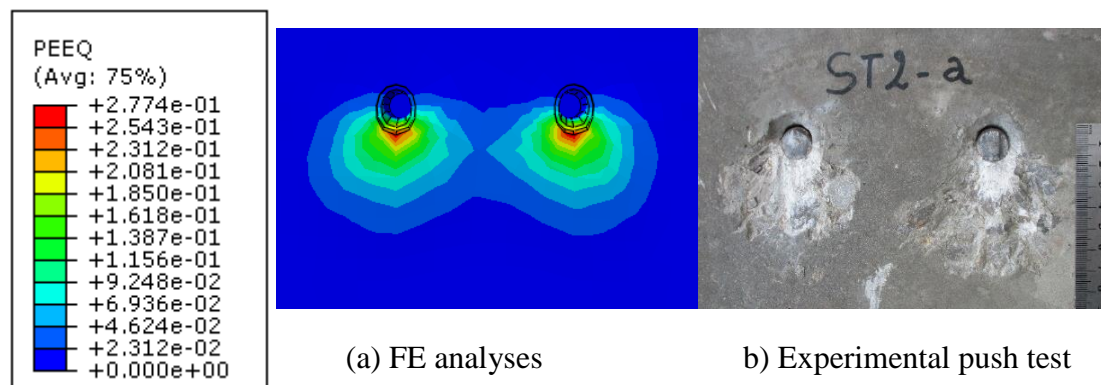 PEEQ
(Avg: 75%)
+2.774e-01
+2.543e-01
+2.312e-01
+2.081e-01
+1.850e-01
+1.618e-01
+1.387e-01
+1.156e-01
+9.248e-02
+6.936e-02
+4.624e-02
+2.312e-02
+0.000e+00
ST2-a
(a) FE analyses
b) Experimental push test